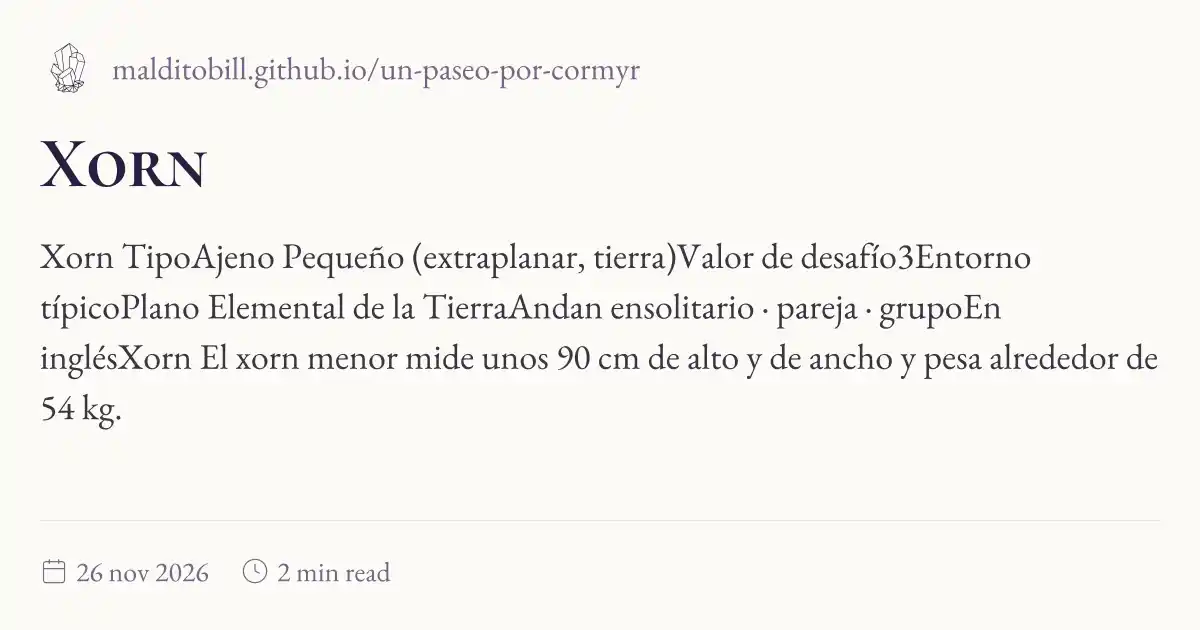 malditobill.github.io/un-paseo-por-cormyr
Xorn
Xorn TipoAjeno Pequeño (extraplanar, tierra)Valor de desafío3Entorno
típicoPlano Elemental de la TierraAndan ensolitario · pareja · grupoEn
inglésXorn El xorn menor mide unos 90 cm de alto y de ancho y pesa alrededor de
54 kg.
26 nov 2026 2 min read